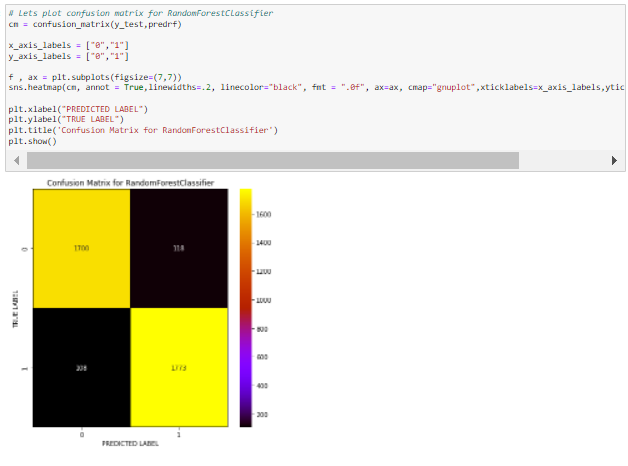 # Lets plot confusion matrix for RandomForestClassifier
cm = confusion_matrix(y_test,predrf)
x_axis_labels = ["0","1"]
y_axis_labels = ["0","1"]
f , ax = plt.subplots(figsize=(7,7))
sns.heatmap(cm, annot = True,linewidths=.2, linecolor="black", fmt = ".0f", ax=ax, cmap="gnuplot",xticklabels=x_axis_labels,ytic
plt.xlabel("PREDICTED LABEL")
plt.ylabel("TRUE LABEL")
plt.title('Confusion Matrix for RandomForestClassifier')
plt.show()
Confusion Matrix for RandomForestClassifier
1600
1400
1200
1000
800
600
400
200
TRUE LABEL
0
1700
118
1
108
1773
0
1
PREDICTED LABEL